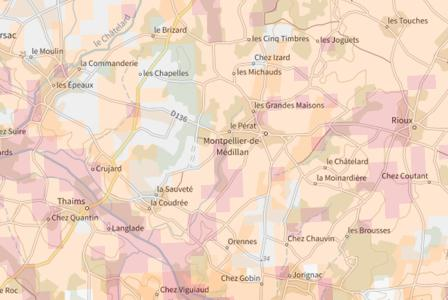 les Touches
le Châtelard
le Brizard
rsac
les Cinq Timbres
les Joguets
le Moulin
Chez Izard
la Commanderie
les Chapelles
les Michauds
les Épeaux
les Grandes Maisons
D136
Rioux
le Pérat
ez Suire
Montpellier-de-
Médillan
ards
le Châtelard
Crujard
la Moinardière
Chez Coutant
la Sauveté
Thaims
la Coudrée
Chez Quantin
Langlade
les Brousses
Chez Chauvin
Orennes
34
Jorignac
Chez Gobin
e Roc
Chez Viguiaud